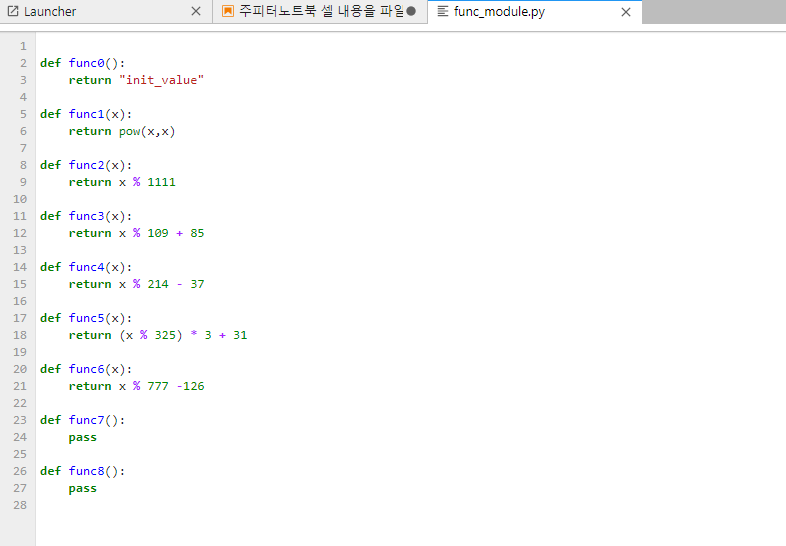 Launcher
주피터노트북 셀 내용을 파일
func_module.py
1
2 def func0():
3 return "init_value"
4
5 def func1(x):
6 return pow(x,x)
7
8 def func2(x):
9 return x % 1111
10
11 def func3(x):
12 return x % 109 + 85
13
14 def func4(x):
15 return x % 214 - 37
16
17 def func5(x):
18 return (x % 325) * 3 + 31
19
20 def func6(x):
21 return x % 777 -126
22
23 def func7():
24 pass
25
26 def func8():
27 pass
28